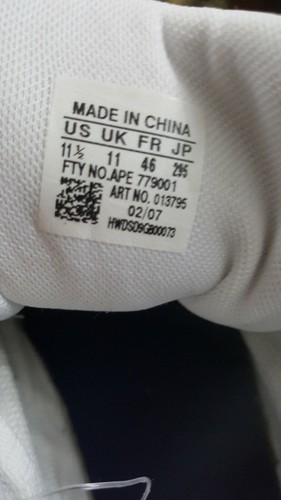 MADE IN CHINA
US UK FR JP
11½ 11 46 295
FTY NO.APE 779001
ART NO. 013795
02/07
HWDSD9GB00073